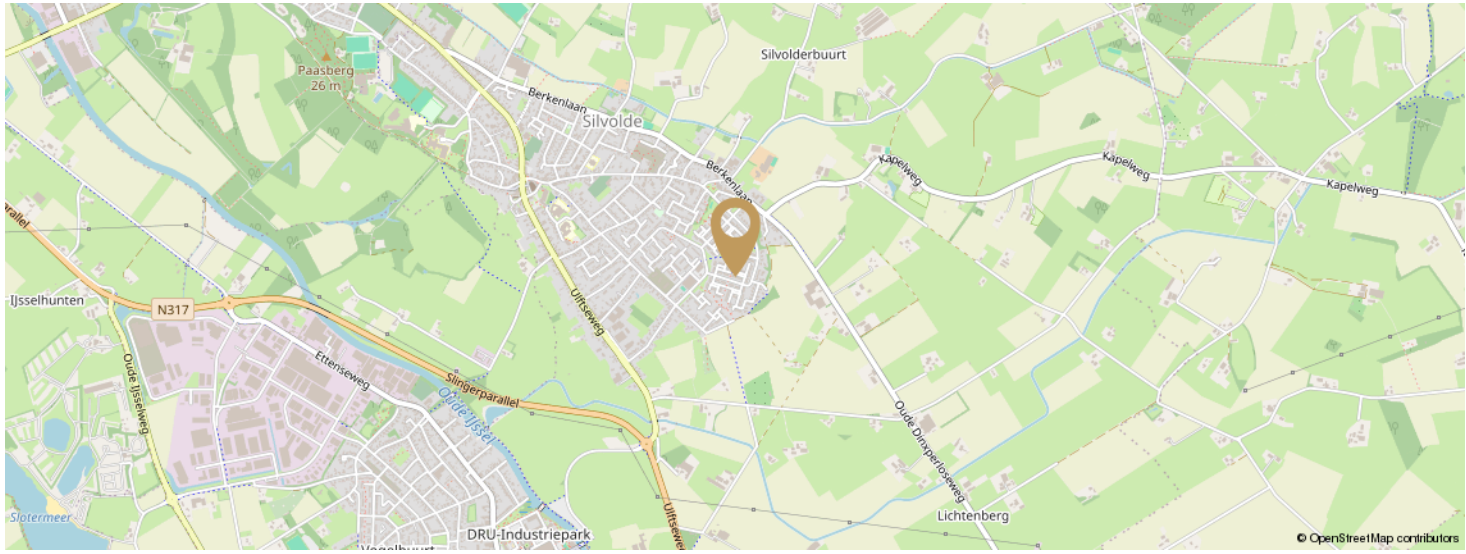 Silvolderbuurt
Paasberg
26 m
Berkenlaan
Silvolde
Berkenlaan
Kapelweg
Kapelweg
Kapelweg
parallel
IJsselhunten
N317
Ulftseweg
Oude IJsselweg
Ettenseweg
Slingerparallel
Oude IJssel
Oude Dinxperloseweg
Slotermeer
DRU-Industriepark
Ulftseweg
Lichtenberg
Vogelbuurt
© OpenStreetMap contributors